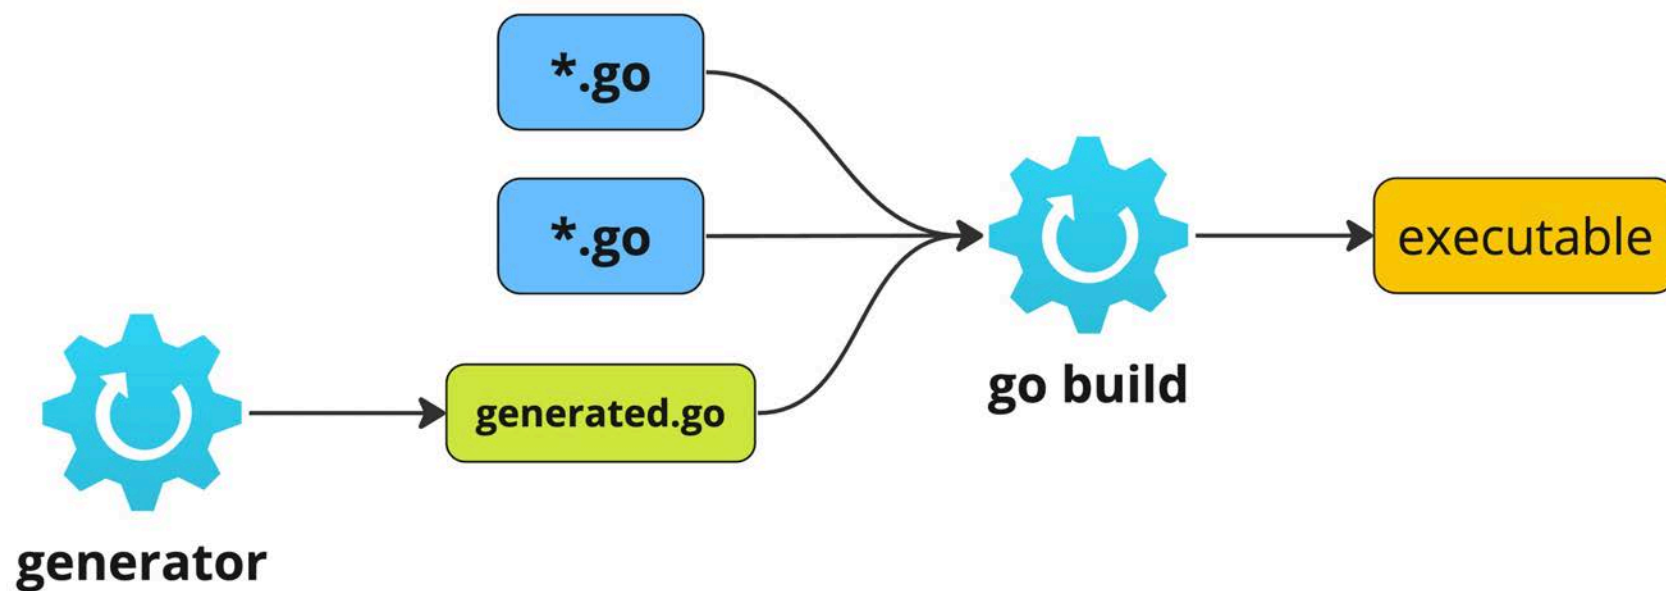 *.go
*.go
generated.go
generator
go build
executable